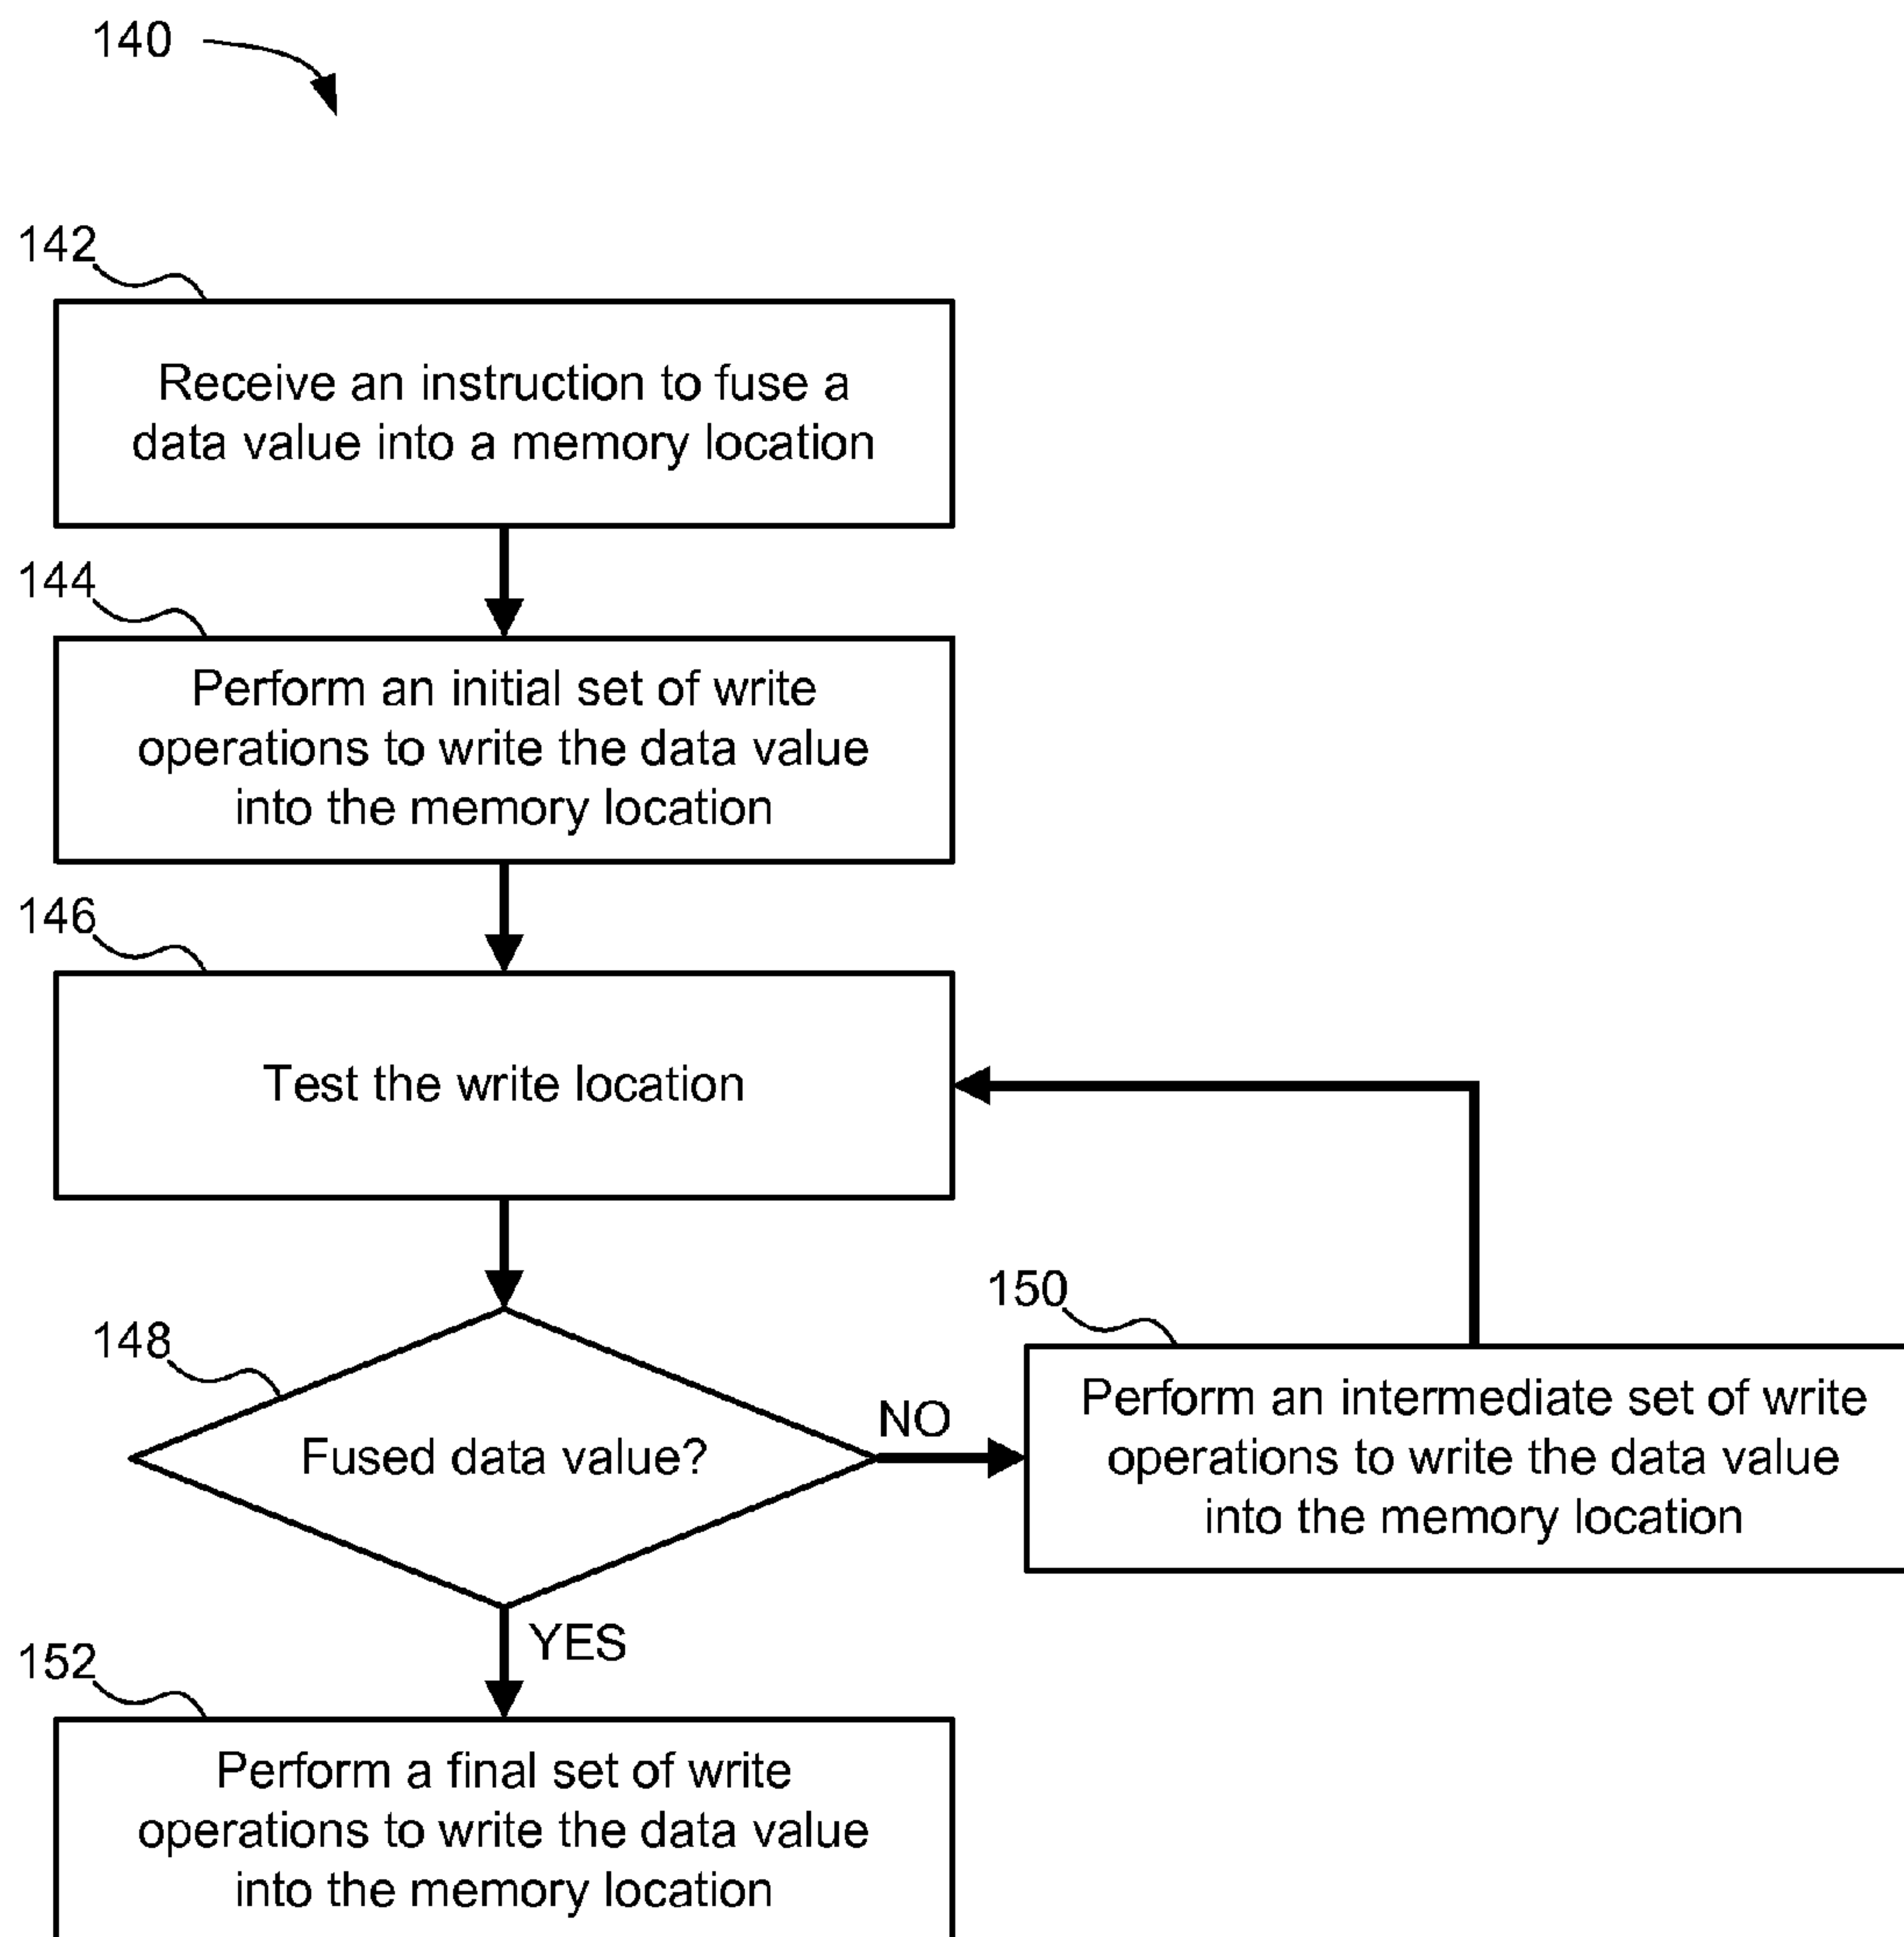 140
142
Receive an instruction to fuse a
data value into a memory location
144
Perform an initial set of write
operations to write the data value
into the memory location
146
Test the write location
148
Fused data value?
NO
150
Perform an intermediate set of write
operations to write the data value
into the memory location
YES
152
Perform a final set of write
operations to write the data value
into the memory location